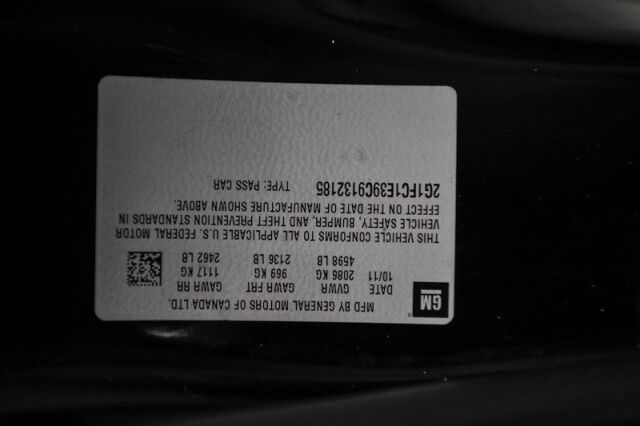 GM
MFD BY GENERAL MOTORS OF CANADA LTD.
DATE GVWR GAWR FRT GAWR RR
10/11 2086 KG 969 KG 1117 KG
4598 LB 2136 LB 2462 LB
THIS VEHICLE CONFORMS TO ALL APPLICABLE U.S. FEDERAL MOTOR
VEHICLE SAFETY, BUMPER, AND THEFT PREVENTION STANDARDS IN
EFFECT ON THE DATE OF MANUFACTURE SHOWN ABOVE.
2G1FC1E39C9132185 TYPE: PASS CAR